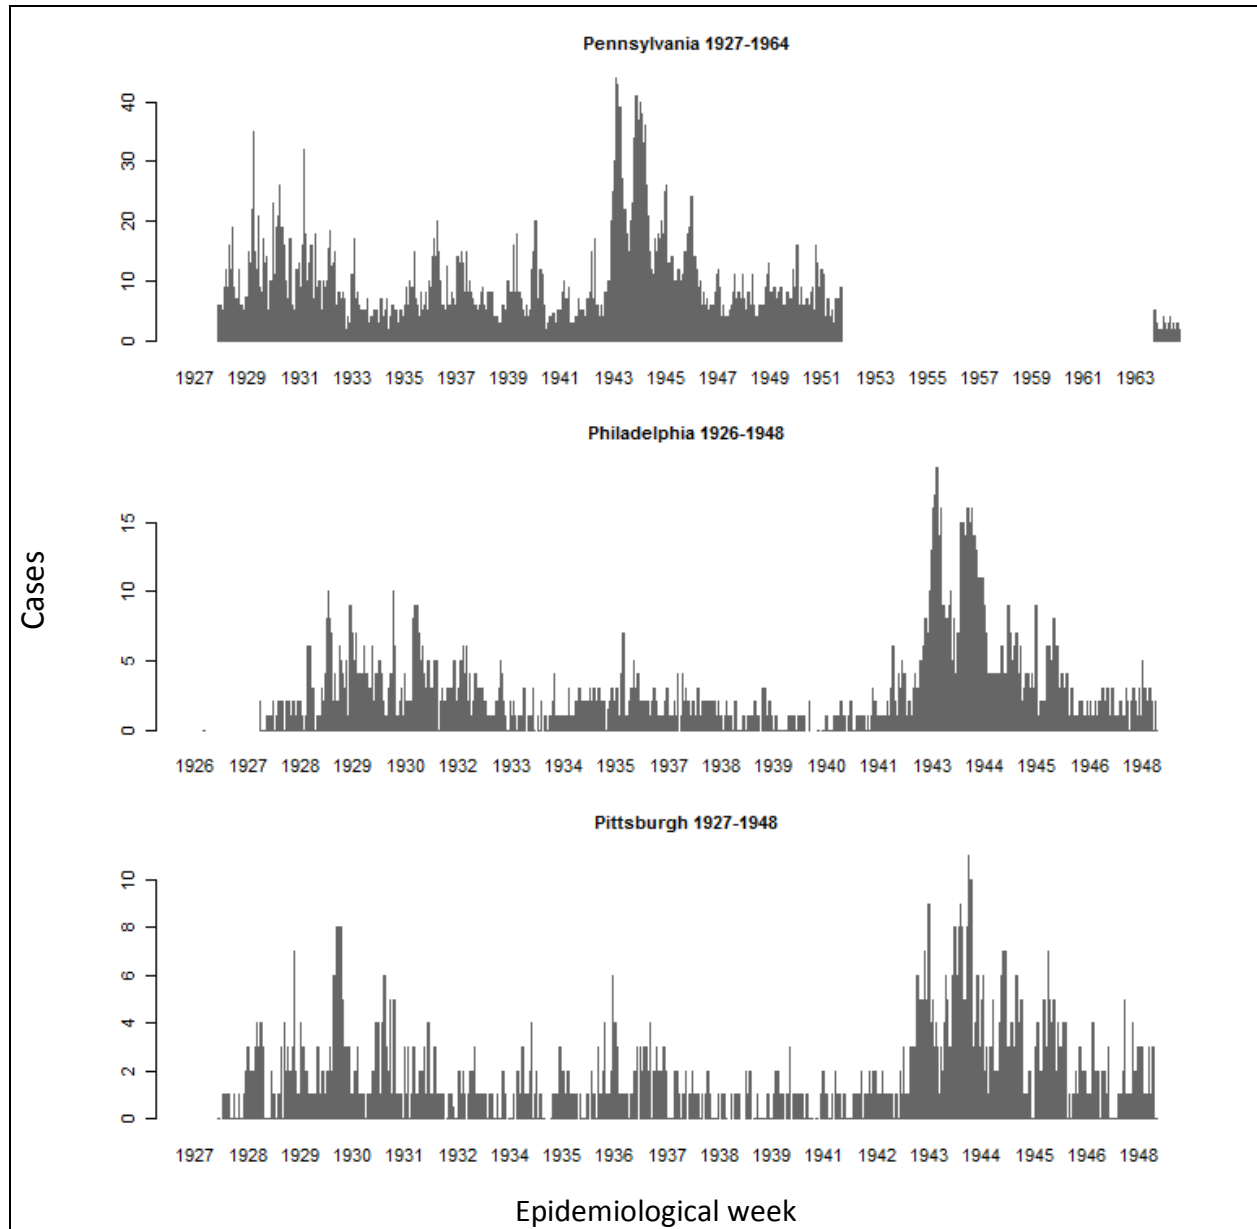 Pennsylvania 1927-1964
40
30
20
10
0
1927 1929 1931 1933 1935 1937 1939 1941 1943 1945 1947 1949 1951 1953 1955 1957 1959 1961 1963
Philadelphia 1926-1948
15
10
5
0
1926 1927 1928 1929 1930 1932 1933 1934 1935 1937 1938 1939 1940 1941 1943 1944 1945 1946 1948
Cases
Pittsburgh 1927-1948
10
8
6
4
2
0
1927 1928 1929 1930 1931 1932 1934 1935 1936 1937 1938 1939 1941 1942 1943 1944 1945 1946 1948
Epidemiological week